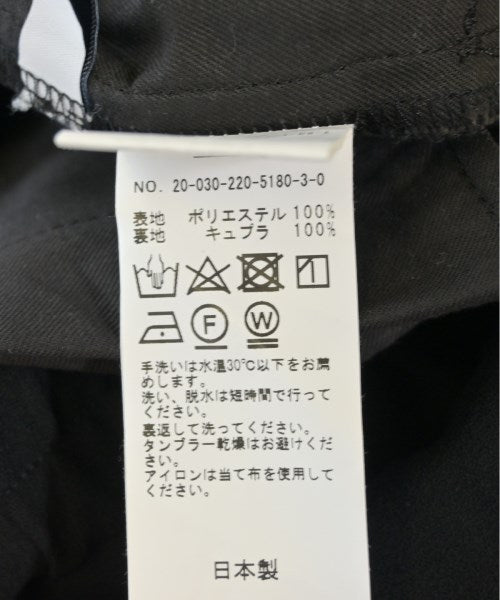 NO. 20-030-220-5180-3-0
表地 ポリエステル 100%
裏地 キュプラ 100%
F W
手洗いは水温30℃以下をお薦
めします。
洗い、脱水は短時間で行って
ください。
裏返して洗ってください。
タンブラー乾燥はお避けくだ
さい。
アイロンは当て布を使用して
ください。
日本製